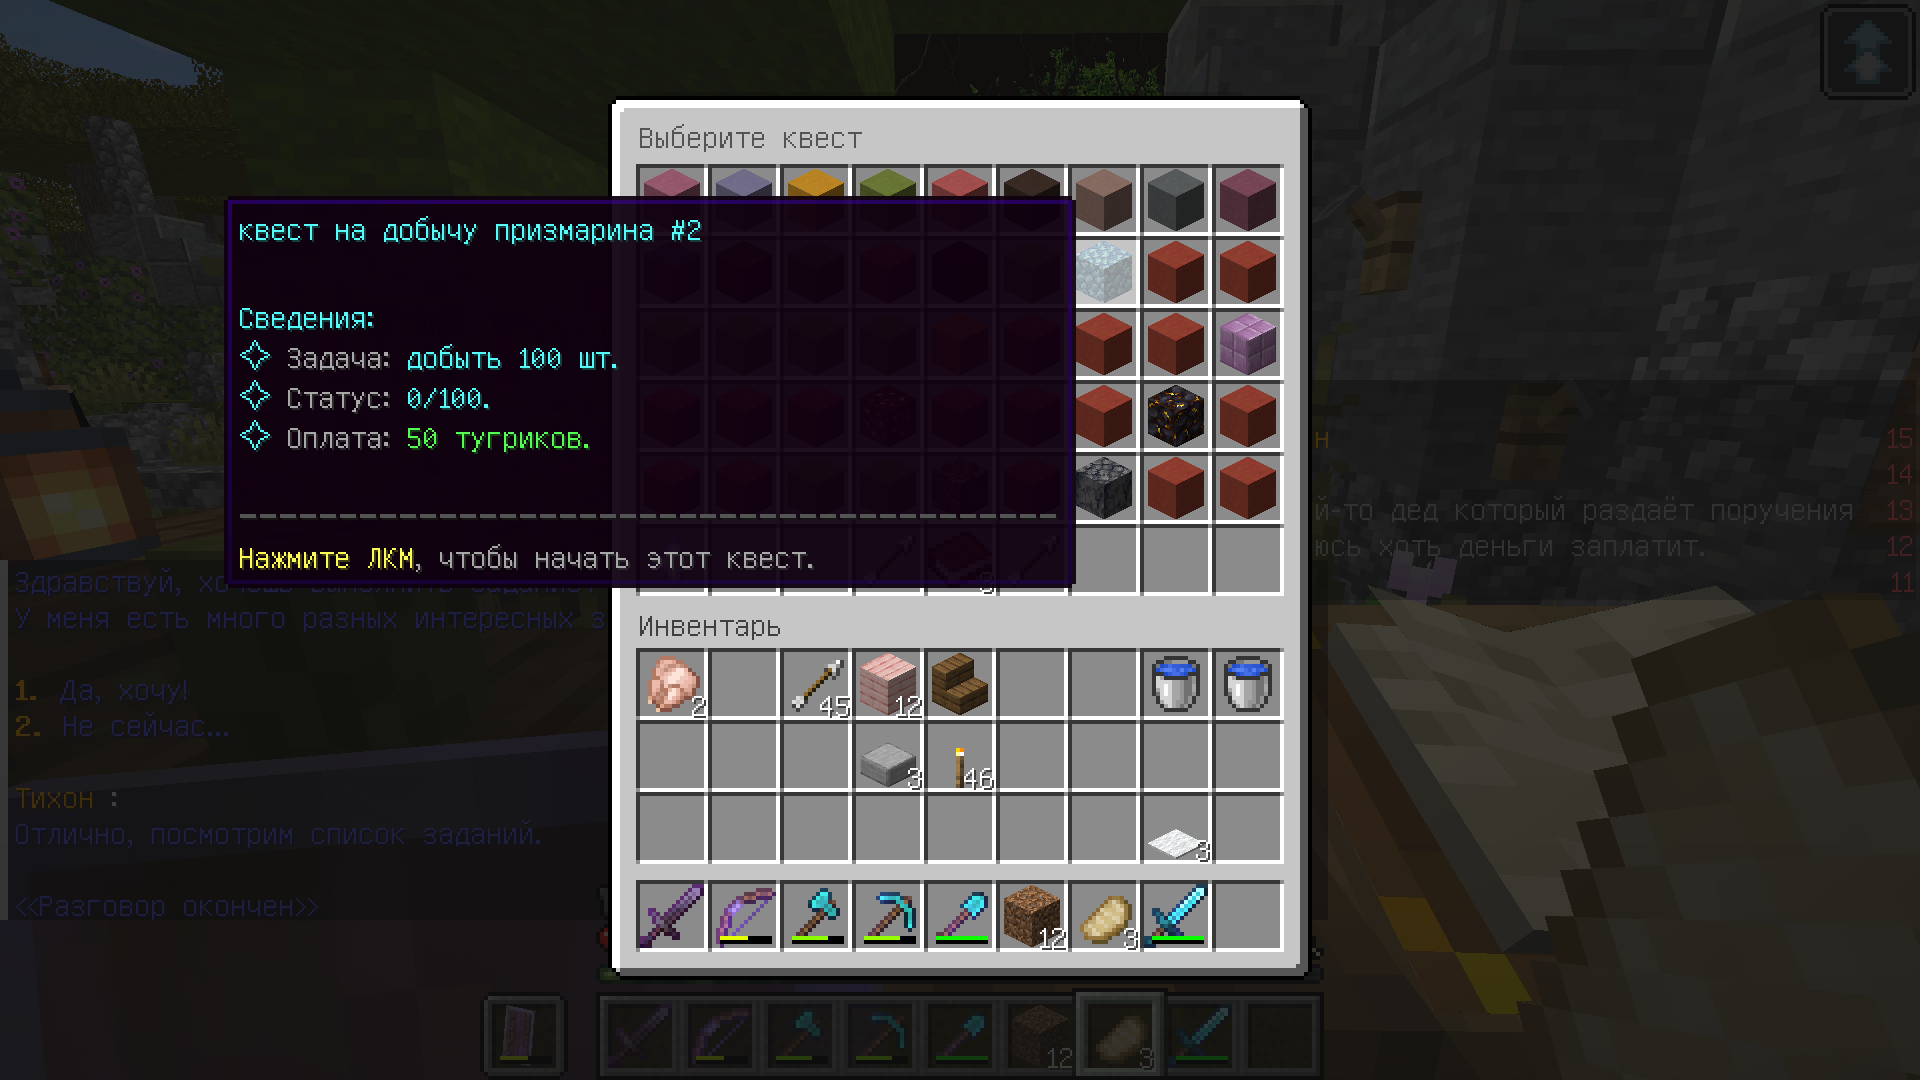 Выберите квест
квест на добычу призмарина #2
Сведения:
Задача: добыть 100 шт.
Статус: 0/100.
Оплата: 50 тугриков.
Нажмите ЛКМ, чтобы начать этот квест.
Н 15
14
й-то дед который раздаёт поручения 13
юсь хоть деньги заплатит. 12
11
Здравствуй,
У меня есть много разных интересных з
1. Да, хочу!
2. Не сейчас...
Тихон :
Отлично, посмотрим список заданий.
<<Разговор окончен>>
Инвентарь
2 45 12
3 46
3
12 3
12 3